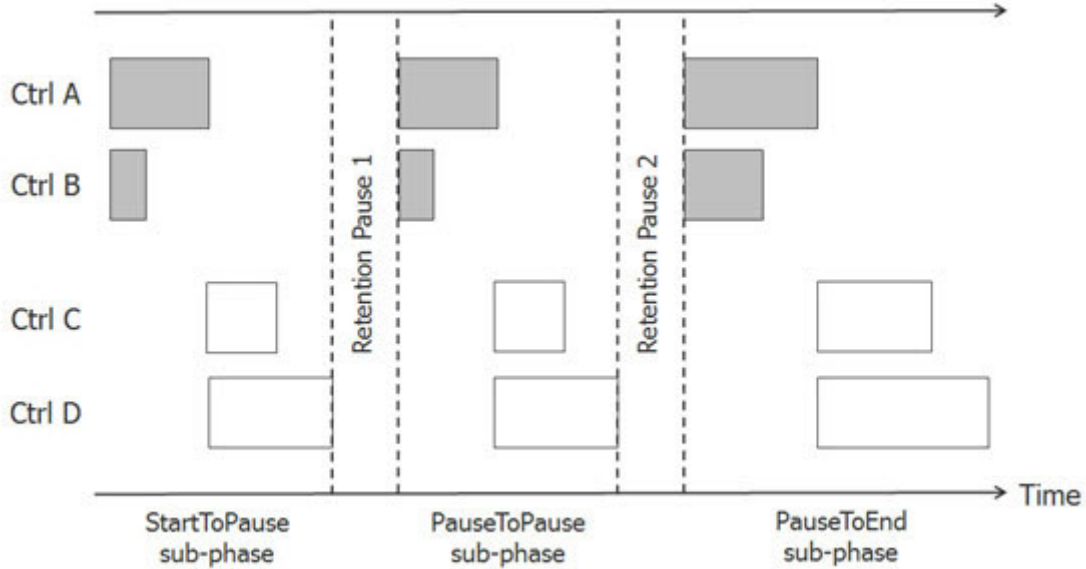 Ctrl A
Ctrl B
Ctrl C
Ctrl D
Retention Pause 1
Retention Pause 2
Time
StartToPause
sub-phase
PauseToPause
sub-phase
PauseToEnd
sub-phase